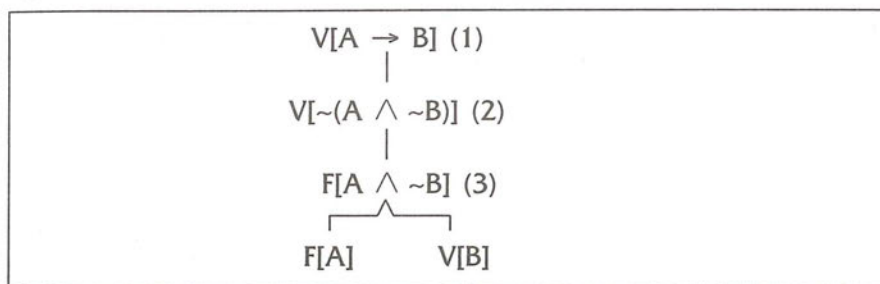 V[A → B] (1)
V[~(A ∧ ~B)] (2)
F[A ∧ ~B] (3)
F[A] V[B]